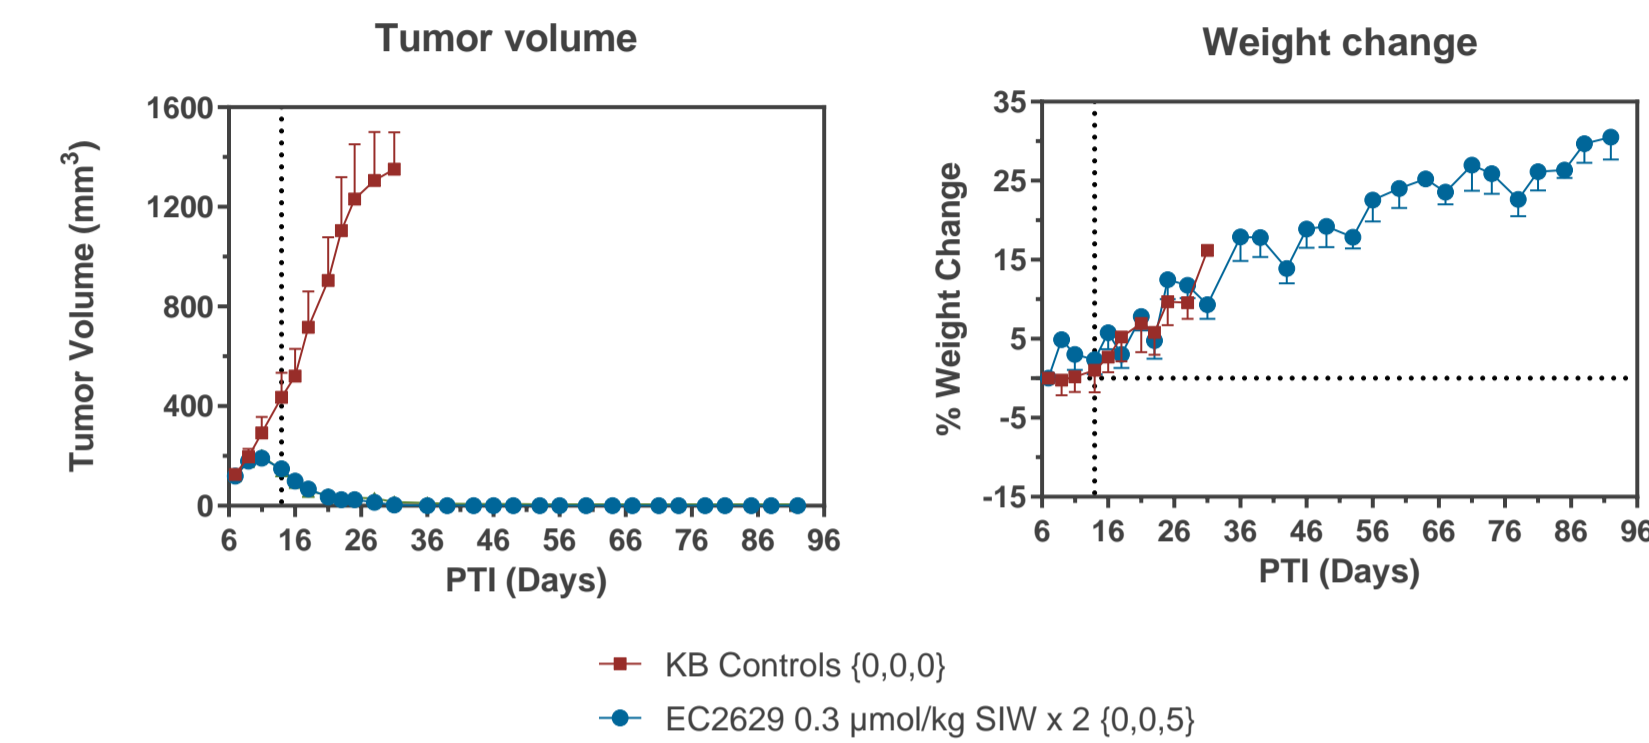 Tumor volume
Weight change
Tumor Volume (mm³)
1600
1200
800
400
0
6 16 26 36 46 56 66 76 86 96
PTI (Days)
% Weight Change
35
25
15
5
-5
-15
6 16 26 36 46 56 66 76 86 96
PTI (Days)
KB Controls {0,0,0}
EC2629 0.3 µmol/kg SIW x 2 {0,0,5}